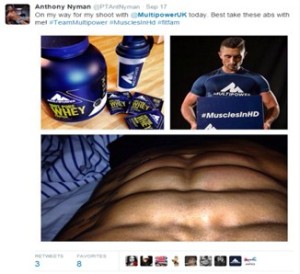 Anthony Nyman @PTAntNyman · Sep 17
On my way for my shoot with @MultipowerUK today. Best take these abs with
me! #TeamMultipower #MusclesInHd #fitfam
WHEY
MULTIPOWER
#MusclesInHD
RETWEETS
3
FAVORITES
8